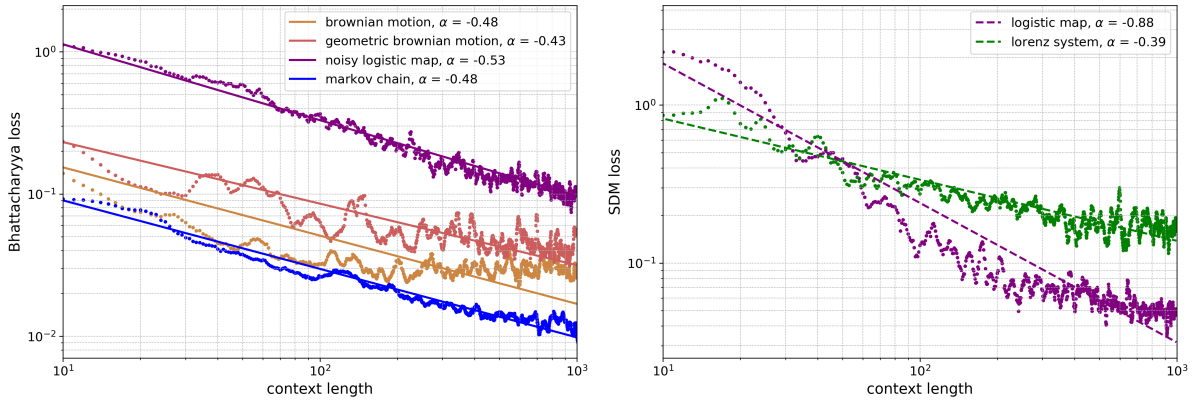 brownian motion, α = -0.48
geometric brownian motion, α = -0.43
noisy logistic map, α = -0.53
markov chain, α = -0.48
Bhattacharyya loss
10⁰
10⁻¹
10⁻²
10¹
10²
10³
context length
logistic map, α = -0.88
lorenz system, α = -0.39
SDM loss
10⁰
10⁻¹
10¹
10²
10³
context length